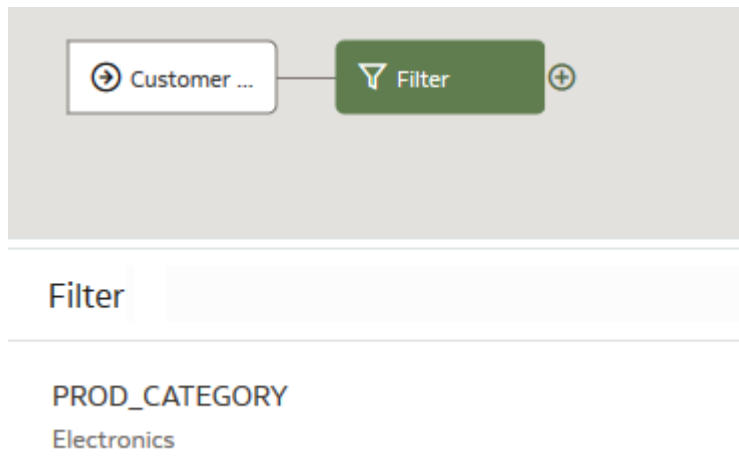 Customer ...
Filter
Filter
PROD_CATEGORY
Electronics